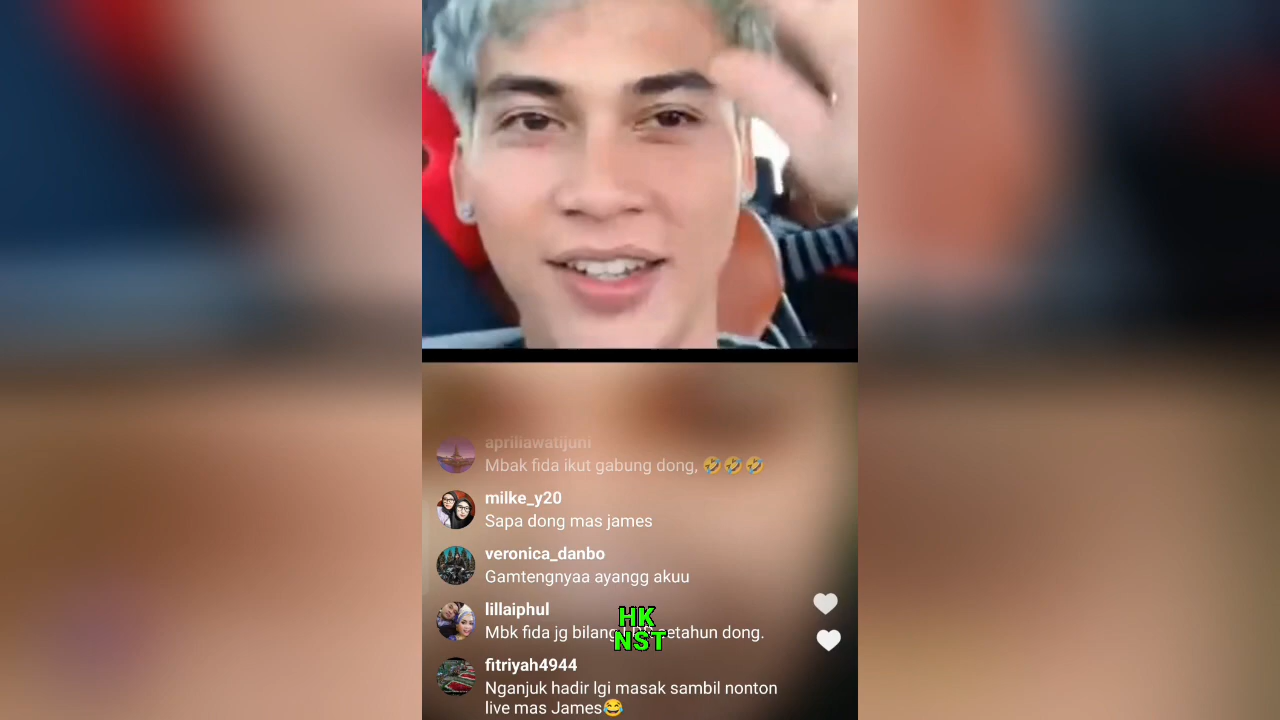 apriliawatijuni
Mbak fida ikut gabung dong, 🤣🤣🤣
milke_y20
Sapa dong mas james
veronica_danbo
Gamtengnyaa ayangg akuu
lillaiphul
Mbk fida jg bilang setahun dong.
HK
NST
fitriyah4944
Nganjuk hadir lgi masak sambil nonton
live mas James😂